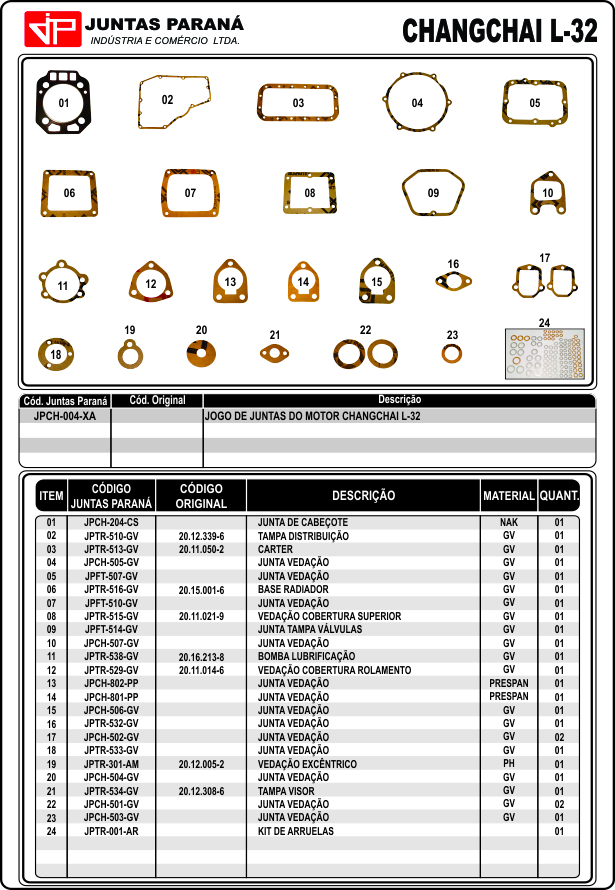 JP JUNTAS PARANÁ
INDÚSTRIA E COMÉRCIO LTDA.
CHANGCHAI L-32
01 02 03 04 05
06 07 08 09 10
11 12 13 14 15 16 17
18 19 20 21 22 23 24
Cód. Juntas Paraná Cód. Original Descrição
JPCH-004-XA JOGO DE JUNTAS DO MOTOR CHANGCHAI L-32
ITEM CÓDIGO JUNTAS PARANÁ CÓDIGO ORIGINAL DESCRIÇÃO MATERIAL QUANT.
01 JPCH-204-CS JUNTA DE CABEÇOTE NAK 01
02 JPTR-510-GV 20.12.339-6 TAMPA DISTRIBUIÇÃO GV 01
03 JPTR-513-GV 20.11.050-2 CARTER GV 01
04 JPCH-505-GV JUNTA VEDAÇÃO GV 01
05 JPFT-507-GV JUNTA VEDAÇÃO GV 01
06 JPTR-516-GV 20.15.001-6 BASE RADIADOR GV 01
07 JPFT-510-GV JUNTA VEDAÇÃO GV 01
08 JPTR-515-GV 20.11.021-9 VEDAÇÃO COBERTURA SUPERIOR GV 01
09 JPFT-514-GV JUNTA TAMPA VÁLVULAS GV 01
10 JPCH-507-GV JUNTA VEDAÇÃO GV 01
11 JPTR-538-GV 20.16.213-8 BOMBA LUBRIFICAÇÃO GV 01
12 JPTR-529-GV 20.11.014-6 VEDAÇÃO COBERTURA ROLAMENTO GV 01
13 JPCH-802-PP JUNTA VEDAÇÃO PRESPAN 01
14 JPCH-801-PP JUNTA VEDAÇÃO PRESPAN 01
15 JPCH-506-GV JUNTA VEDAÇÃO GV 01
16 JPTR-532-GV JUNTA VEDAÇÃO GV 01
17 JPCH-502-GV JUNTA VEDAÇÃO GV 02
18 JPTR-533-GV JUNTA VEDAÇÃO GV 01
19 JPTR-301-AM 20.12.005-2 VEDAÇÃO EXCÊNTRICO PH 01
20 JPCH-504-GV JUNTA VEDAÇÃO GV 01
21 JPTR-534-GV 20.12.308-6 TAMPA VISOR GV 01
22 JPCH-501-GV JUNTA VEDAÇÃO GV 02
23 JPCH-503-GV JUNTA VEDAÇÃO GV 01
24 JPTR-001-AR KIT DE ARRUELAS 01